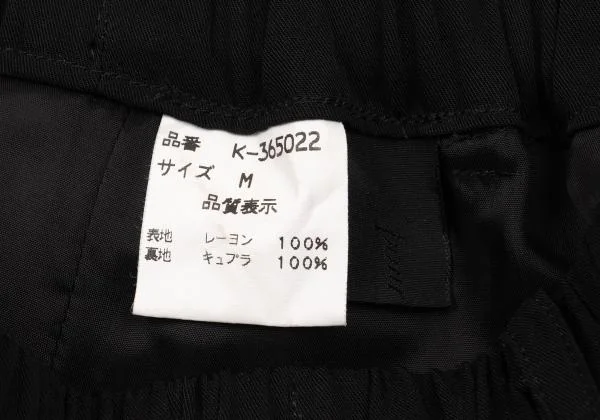 品番 K-365022
サイズ M
品質表示
表地 レーヨン 100%
裏地 キュプラ 100%